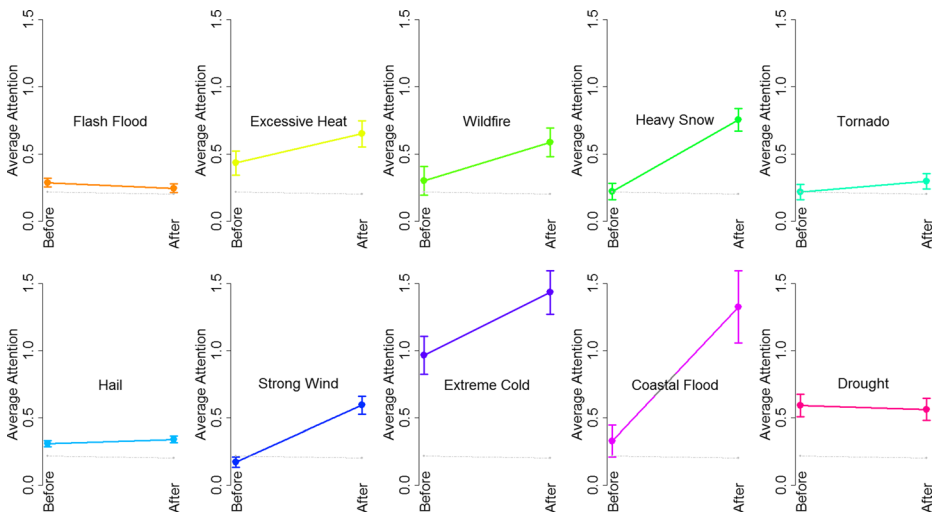 Average Attention
0.0 0.5 1.0 1.5
Flash Flood
Before After
Average Attention
0.0 0.5 1.0 1.5
Excessive Heat
Before After
Average Attention
0.0 0.5 1.0 1.5
Wildfire
Before After
Average Attention
0.0 0.5 1.0 1.5
Heavy Snow
Before After
Average Attention
0.0 0.5 1.0 1.5
Tornado
Before After
Average Attention
0.0 0.5 1.0 1.5
Hail
Before After
Average Attention
0.0 0.5 1.0 1.5
Strong Wind
Before After
Average Attention
0.0 0.5 1.0 1.5
Extreme Cold
Before After
Average Attention
0.0 0.5 1.0 1.5
Coastal Flood
Before After
Average Attention
0.0 0.5 1.0 1.5
Drought
Before After